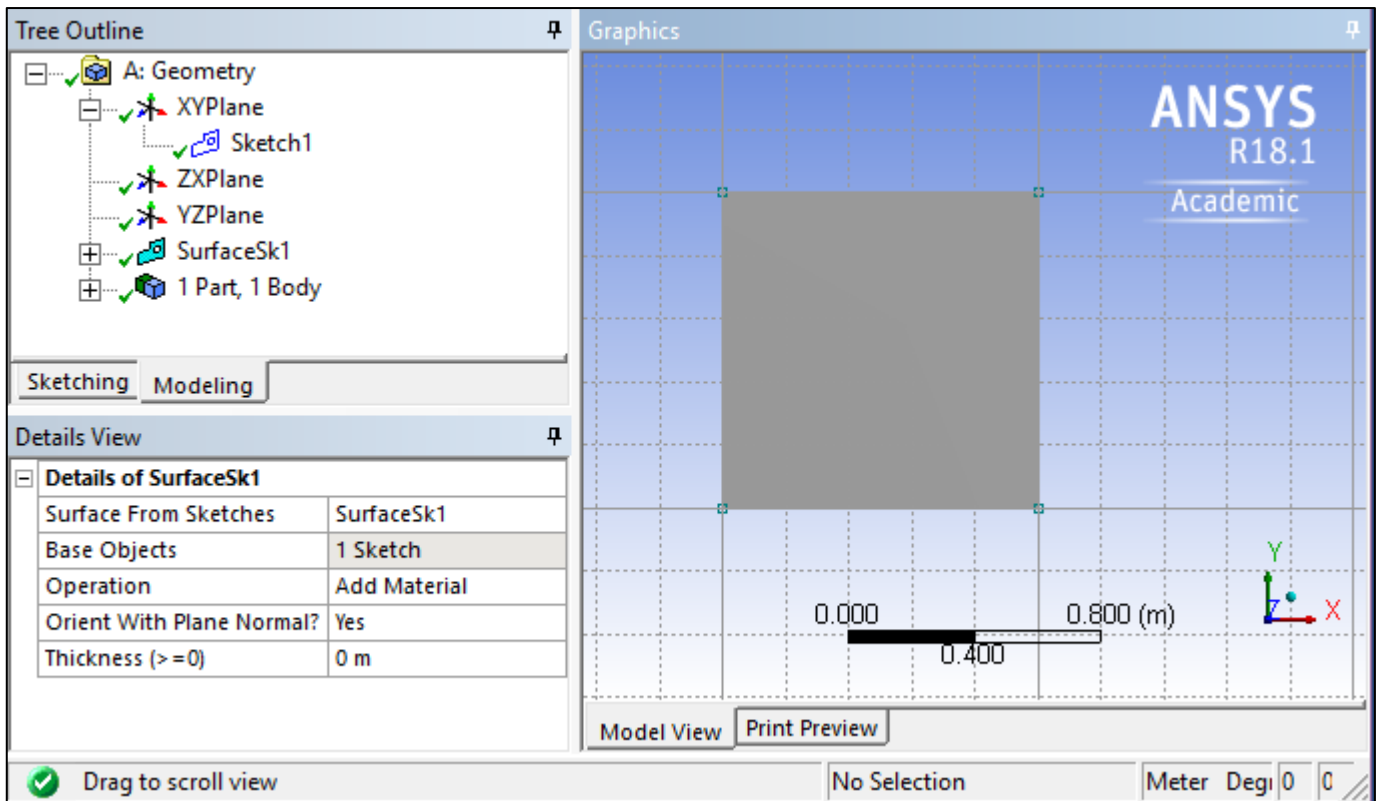 Tree Outline
A: Geometry
XYPlane
Sketch1
ZXPlane
YZPlane
SurfaceSk1
1 Part, 1 Body
Sketching Modeling
Details View
Details of SurfaceSk1
Surface From Sketches SurfaceSk1
Base Objects 1 Sketch
Operation Add Material
Orient With Plane Normal? Yes
Thickness (>=0) 0 m
Graphics
ANSYS
R18.1
Academic
Y
Z X
0.000 0.800 (m)
0.400
Model View Print Preview
Drag to scroll view No Selection Meter Degr 0 0